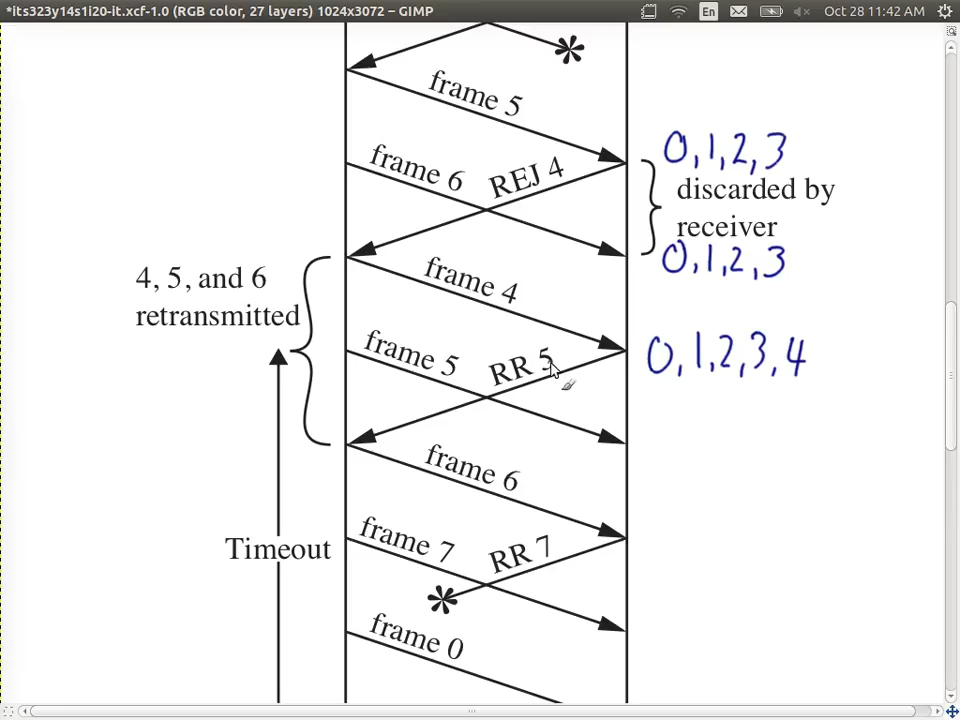 *its323y14s1i20-it.xcf-1.0 (RGB color, 27 layers) 1024x3072 – GIMP
En
Oct 28 11:42 AM
*
frame 5
0,1,2,3
frame 6
REJ 4
discarded by
receiver
0,1,2,3
4, 5, and 6
retransmitted
frame 4
frame 5
RR 5
0,1,2,3,4
frame 6
Timeout
frame 7
RR 7
*
frame 0